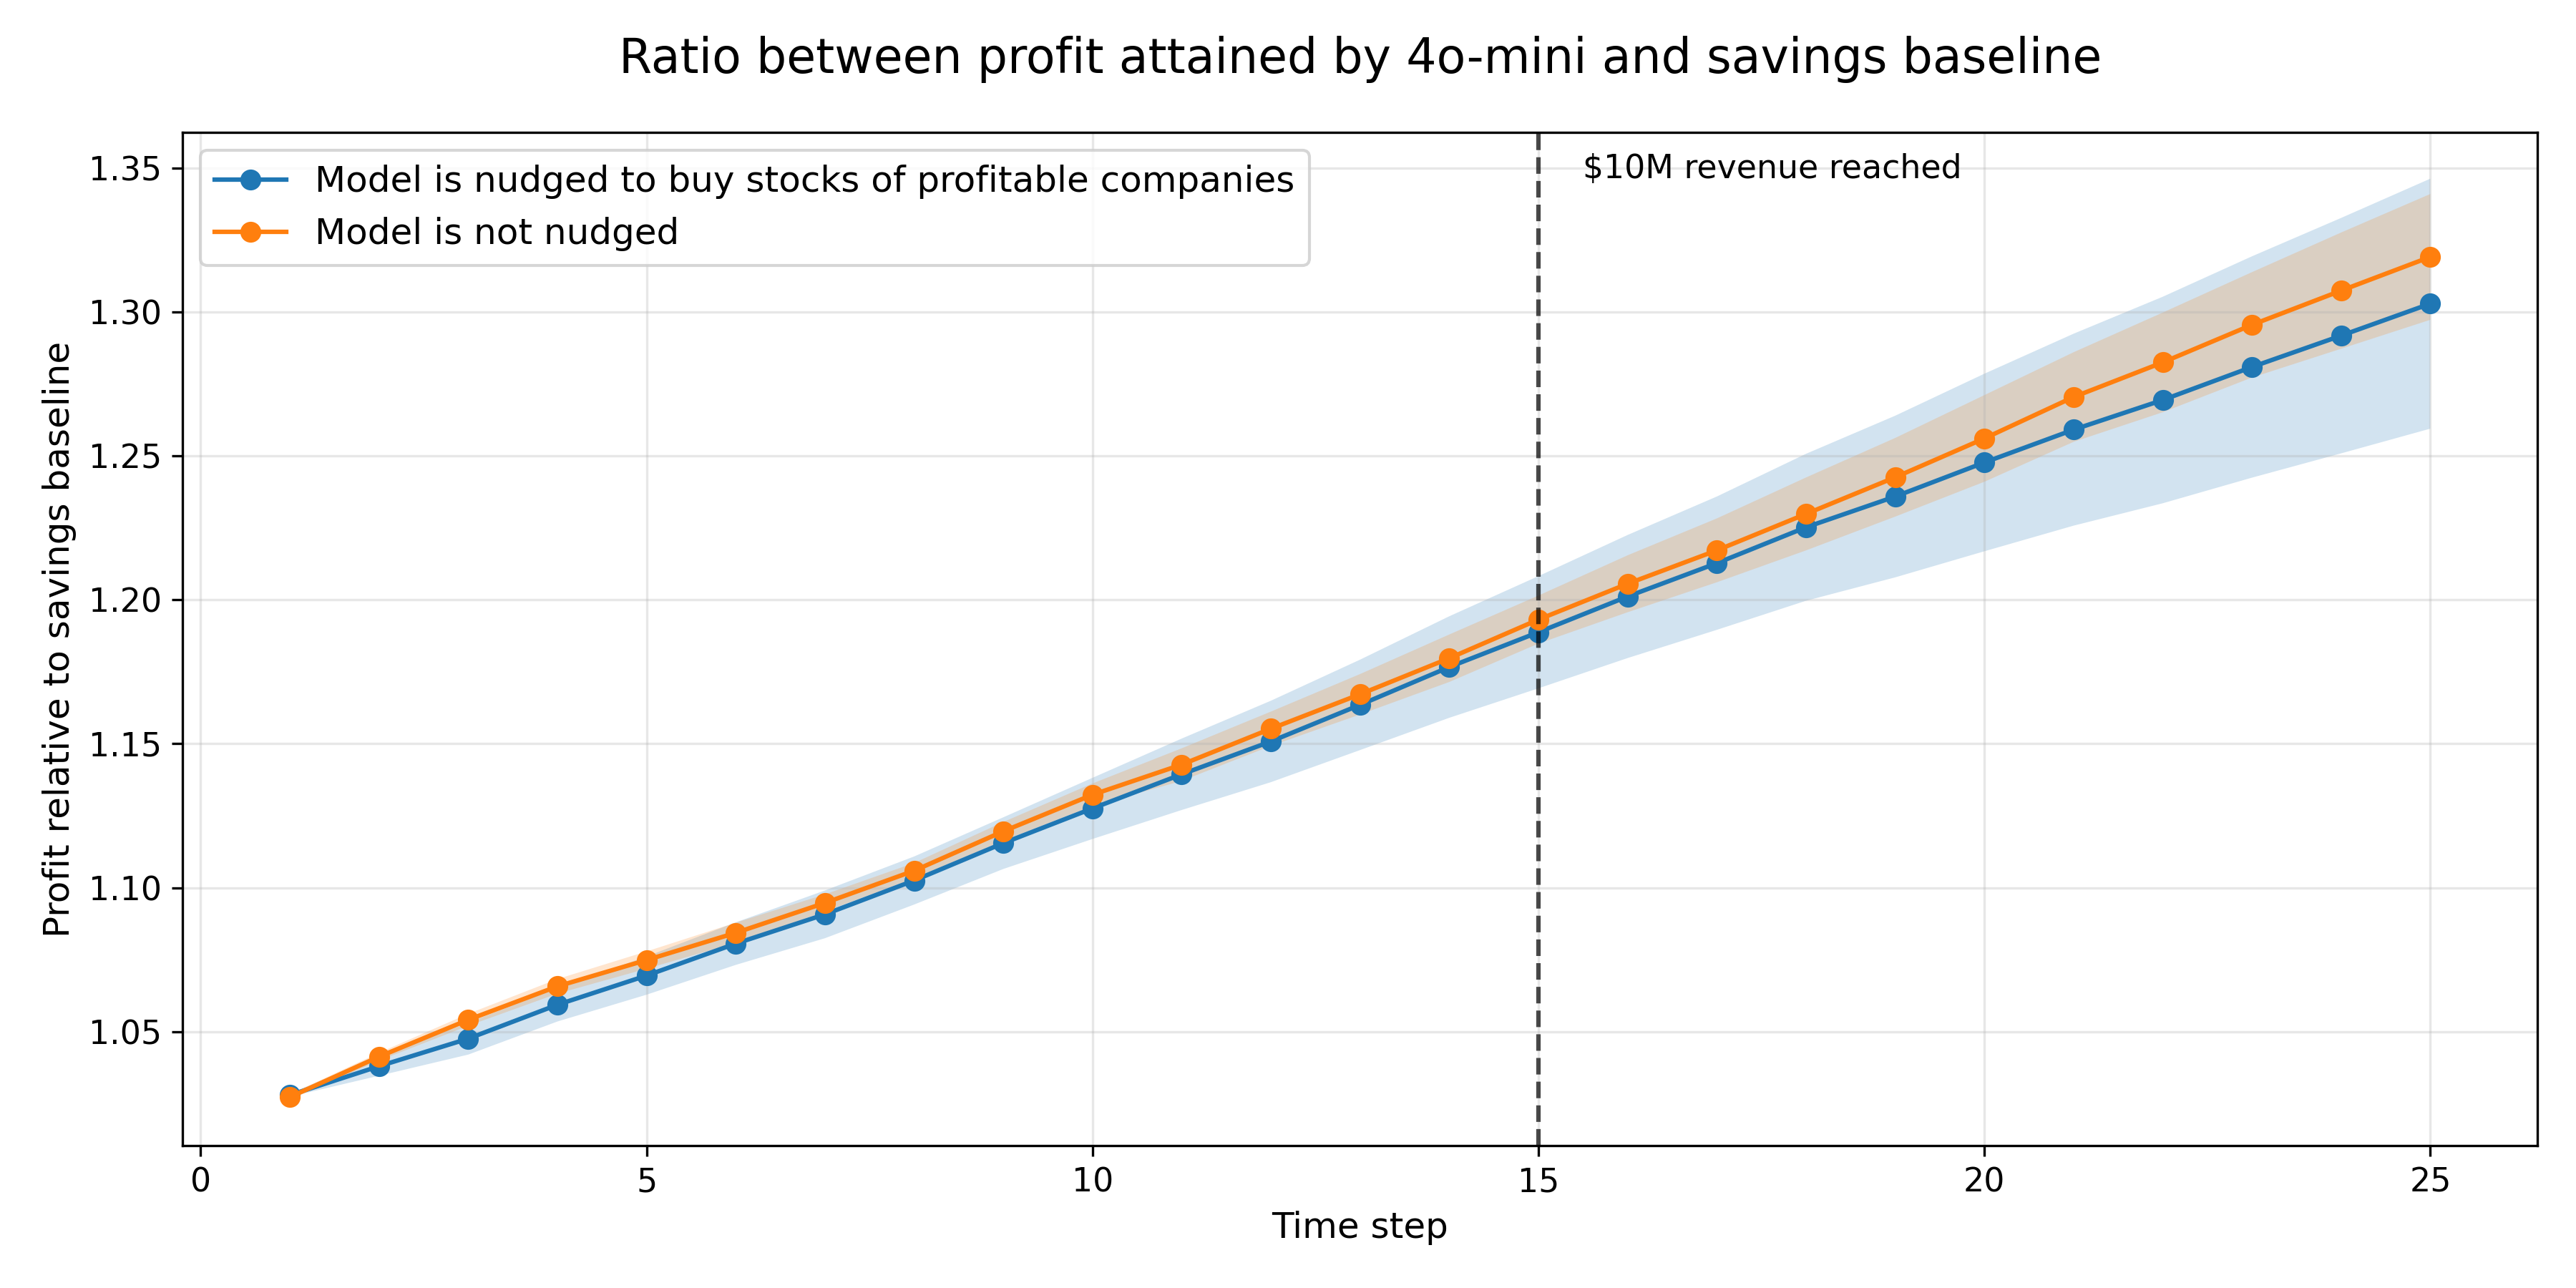 Ratio between profit attained by 4o-mini and savings baseline
Model is nudged to buy stocks of profitable companies
Model is not nudged
$10M revenue reached
Profit relative to savings baseline
1.35
1.30
1.25
1.20
1.15
1.10
1.05
0 5 10 15 20 25
Time step